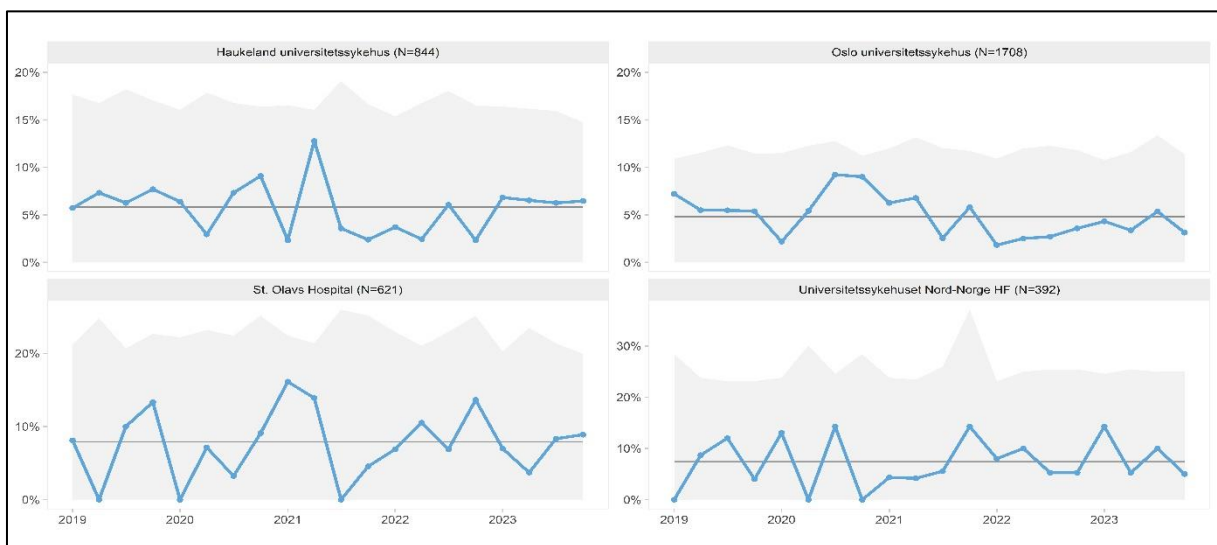 Haukeland universitetssykehus (N=844)
20%
15%
10%
5%
0%
Oslo universitetssykehus (N=1708)
20%
15%
10%
5%
0%
St. Olavs Hospital (N=621)
20%
10%
0%
2019 2020 2021 2022 2023
Universitetssykehuset Nord-Norge HF (N=392)
30%
20%
10%
0%
2019 2020 2021 2022 2023